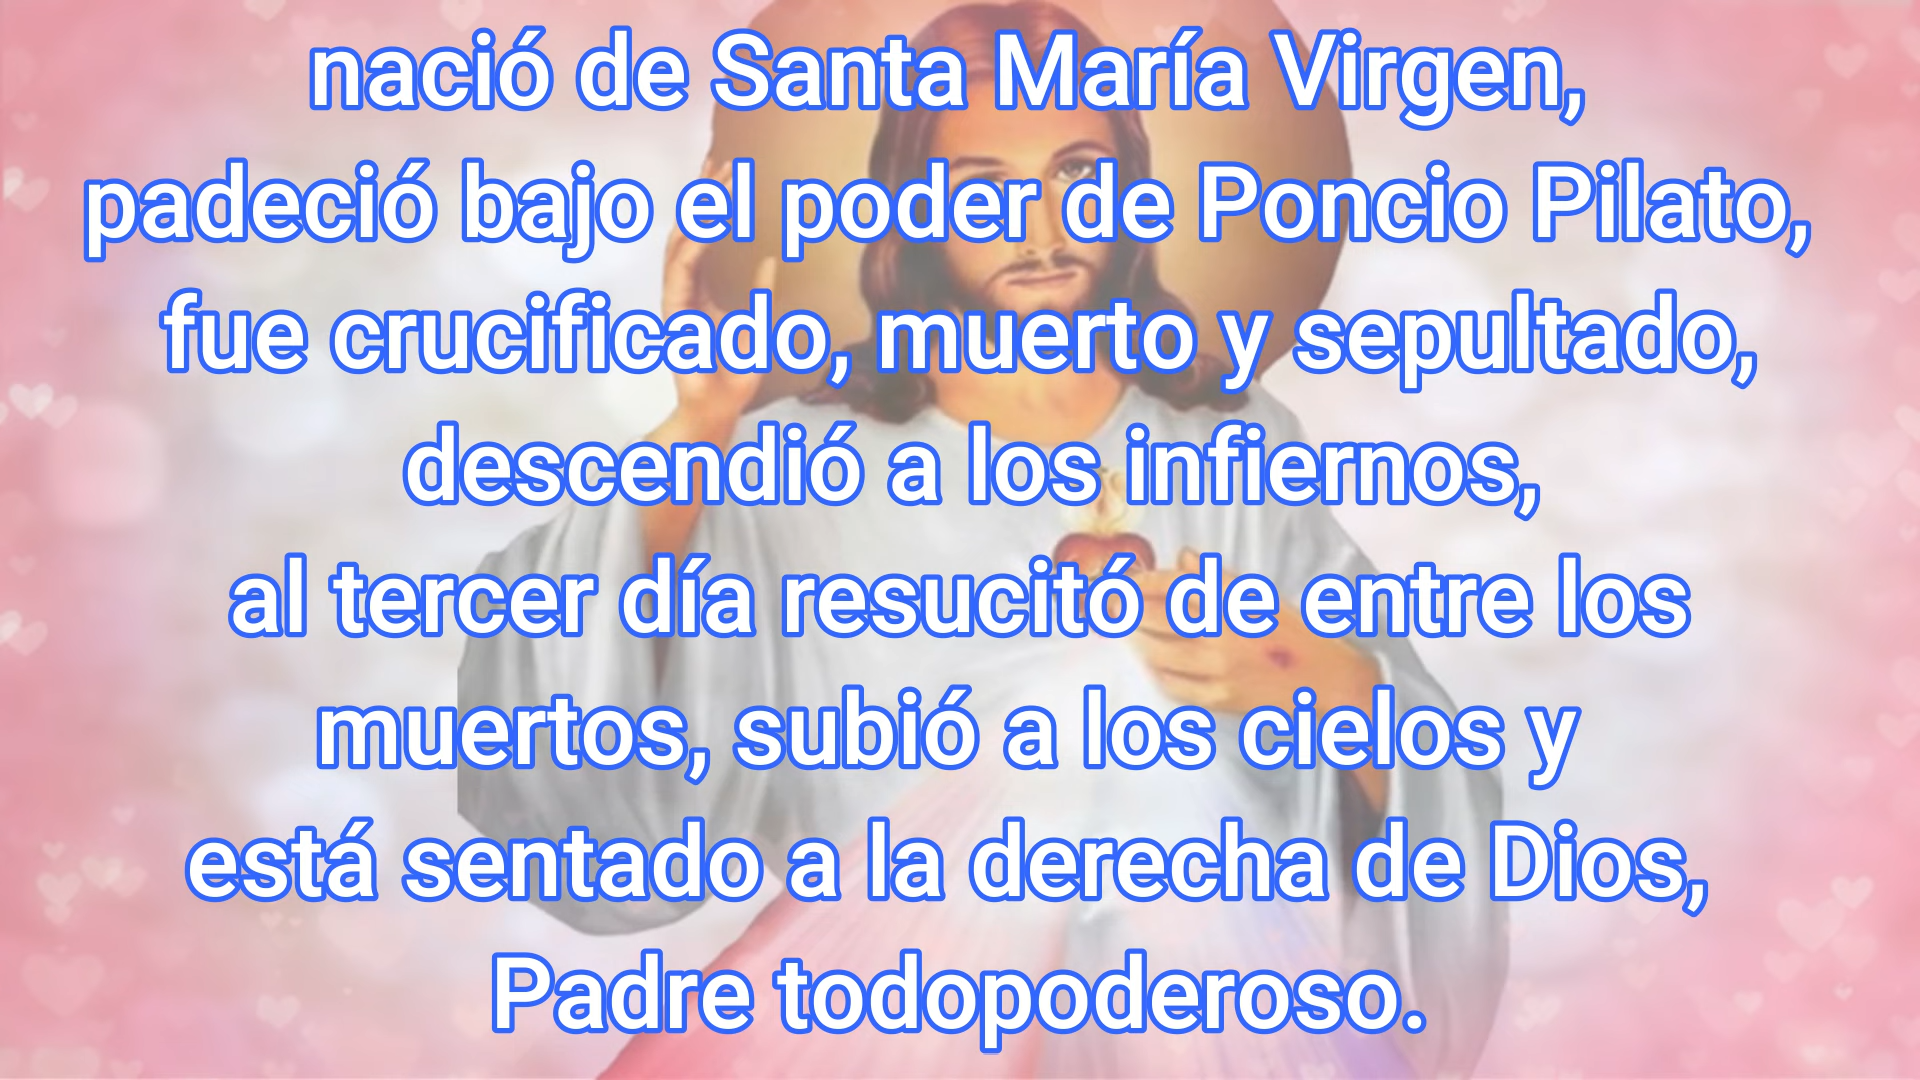 nació de Santa María Virgen,
padeció bajo el poder de Poncio Pilato,
fue crucificado, muerto y sepultado,
descendió a los infiernos,
al tercer día resucitó de entre los
muertos, subió a los cielos y
está sentado a la derecha de Dios,
Padre todopoderoso.